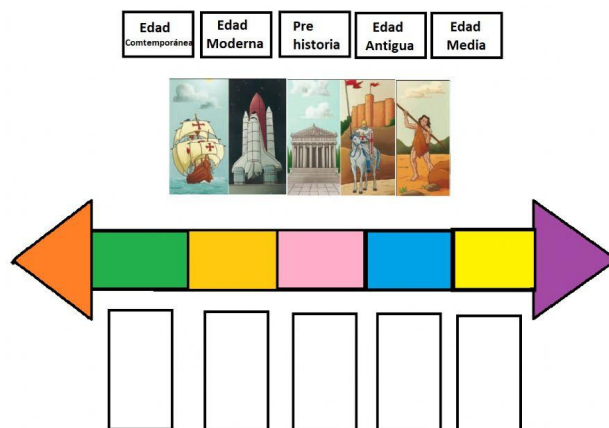 Edad
Comtemporánea
Edad
Moderna
Pre
historia
Edad
Antigua
Edad
Media